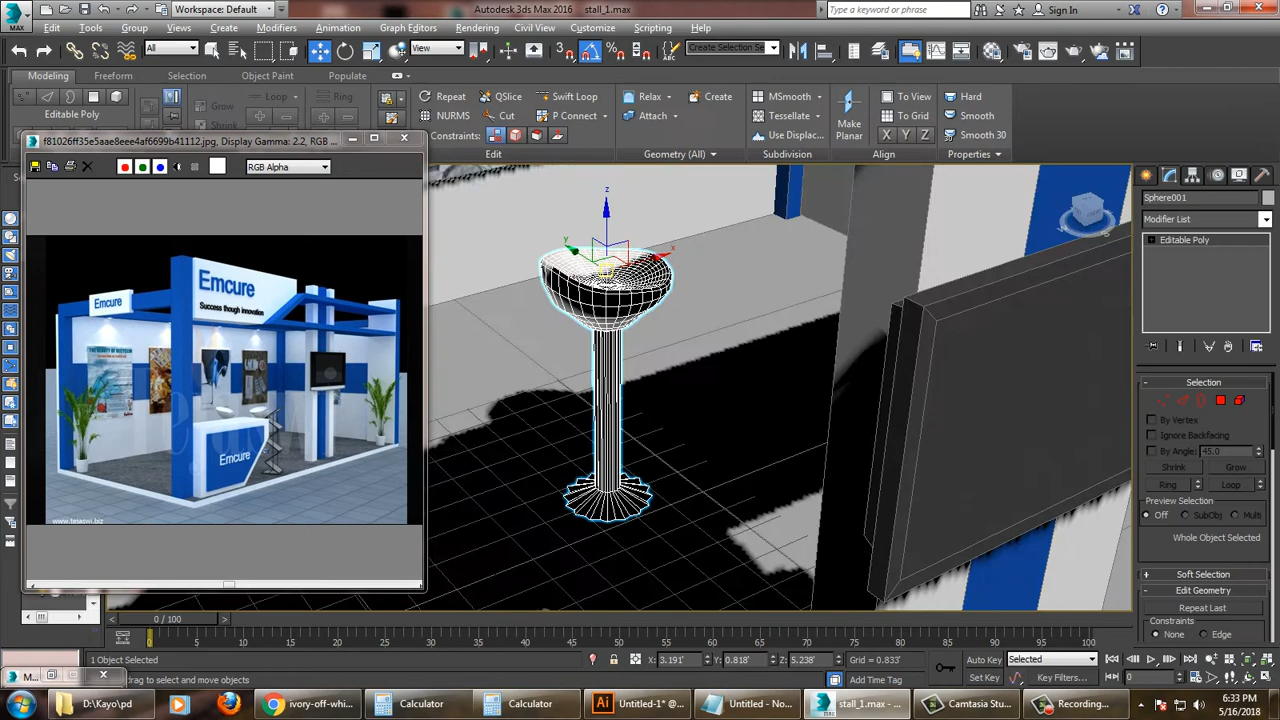 Workspace: Default
Autodesk 3ds Max 2016
stall_1.max
Type a keyword or phrase
Sign In
MAX
Edit
Tools
Group
Views
Create
Modifiers
Animation
Graph Editors
Rendering
Civil View
Customize
Scripting
Help
All
View
Create Selection Se
Modeling
Freeform
Selection
Object Paint
Populate
Editable Poly
Grow
Loop
Ring
Repeat
QSlice
Swift Loop
NURMS
Cut
P Connect
Constraints:
Edit
Relax
Create
Attach
Geometry (All)
MSmooth
Tessellate
Use Displac...
Subdivision
Make Planar
To View
To Grid
X Y Z
Align
Hard
Smooth
Smooth 30
Properties
f81026ff35e5aae8eee4af6699b41112.jpg, Display Gamma: 2.2, RGB ...
RGB Alpha
Emcure
Emcure
Success though innovation
Emcure
www.tesaswi.biz
z
y
x
Sphere001
Modifier List
Editable Poly
Selection
By Vertex
Ignore Backfacing
By Angle: 45.0
Shrink
Grow
Ring
Loop
Preview Selection
Off
SubObj
Multi
Whole Object Selected
Soft Selection
Edit Geometry
Repeat Last
Constraints
None
Edge
0 / 100
0 5 10 15 20 25 30 35 40 45 50 55 60 65 70 75 80 85 90 95 100
1 Object Selected
X: 3.191'
Y: 0.818'
Z: 5.238'
Grid = 0.833'
Auto Key
Selected
M...
drag to select and move objects
Add Time Tag
Set Key
Key Filters...
0
D:\Kayo\pd
ivory-off-whi...
Calculator
Calculator
Untitled-1* @...
Untitled - No...
stall_1.max - ...
Camtasia Stu...
Recording...
6:33 PM
5/16/2018